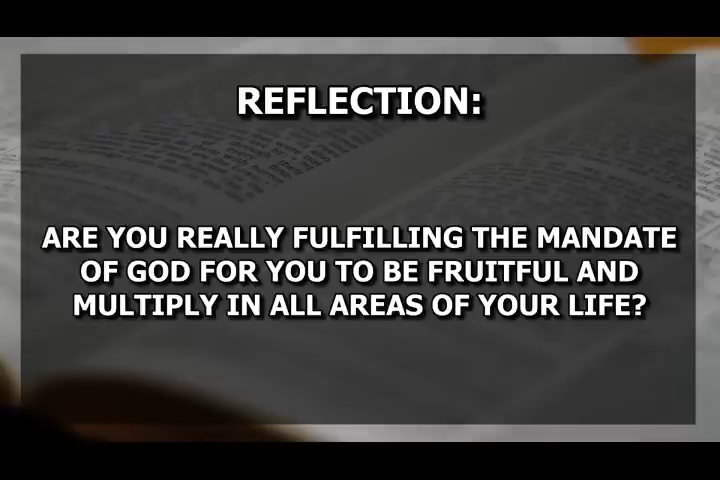 REFLECTION:
ARE YOU REALLY FULFILLING THE MANDATE
OF GOD FOR YOU TO BE FRUITFUL AND
MULTIPLY IN ALL AREAS OF YOUR LIFE?